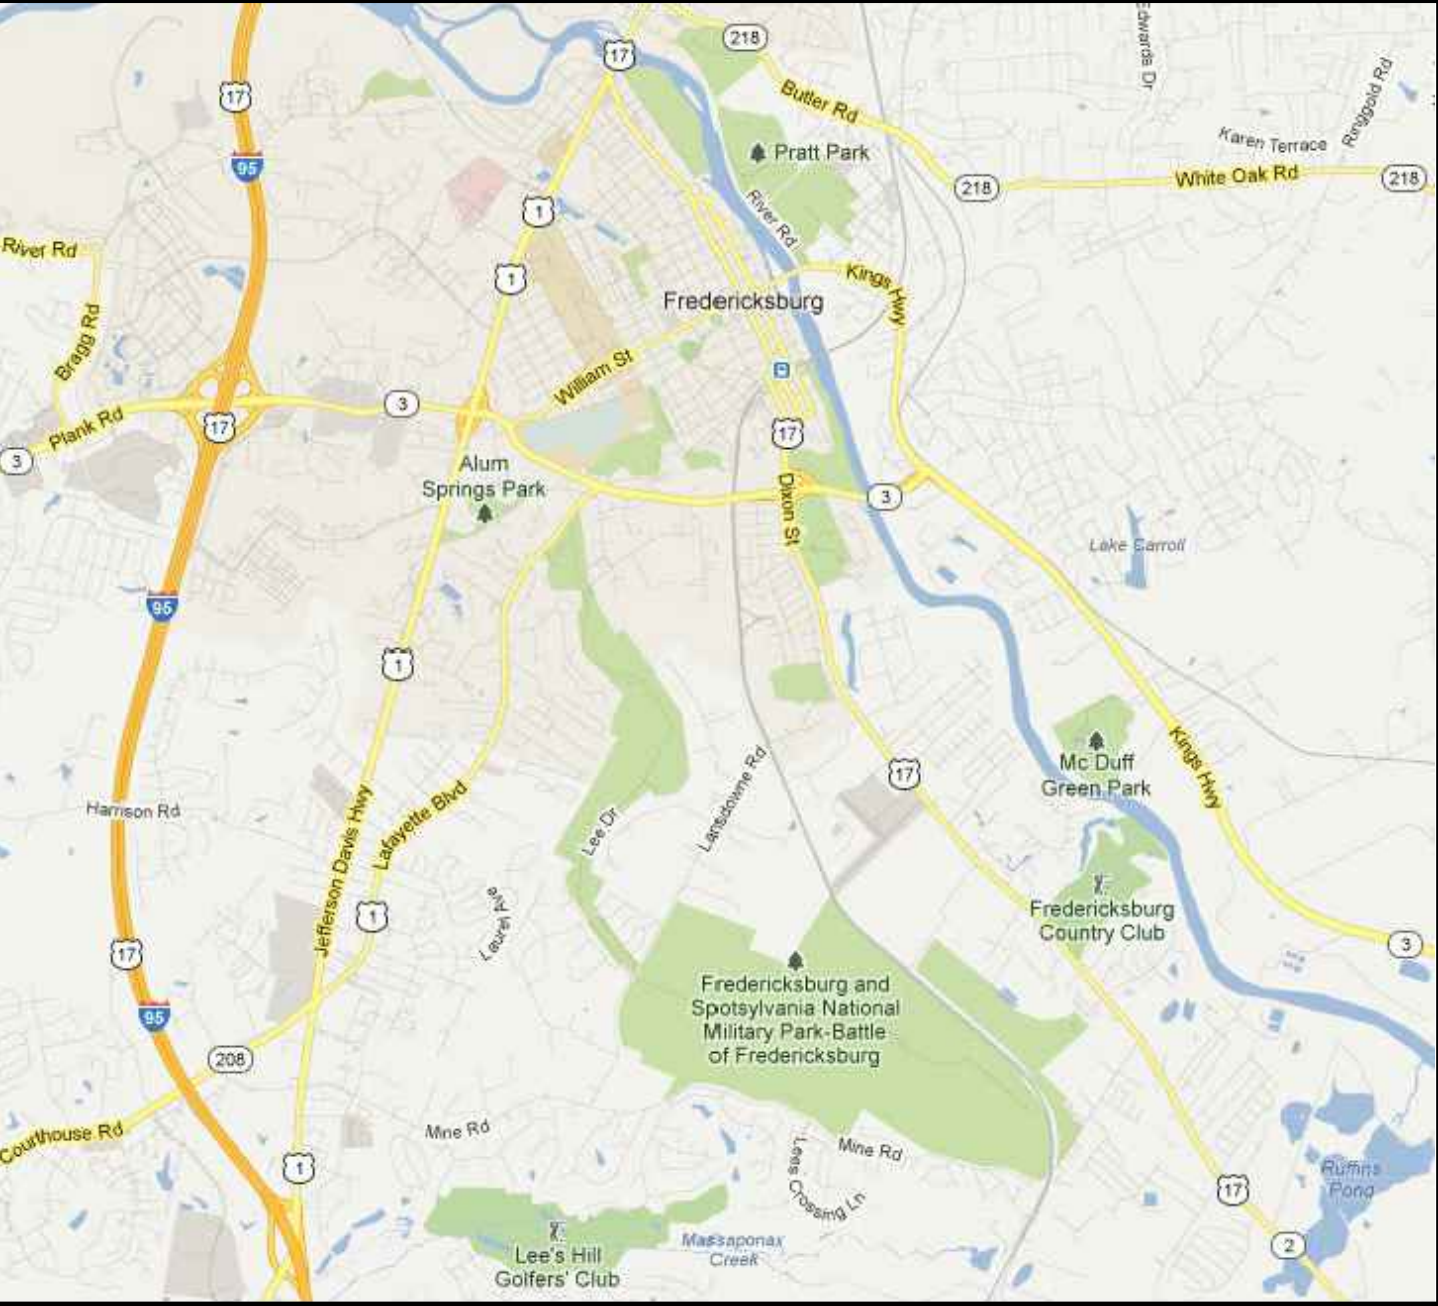 17
218
Edwards Dr
17
Butler Rd
Ringgold Rd
95
Pratt Park
Karen Terrace
218
White Oak Rd
218
1
River Rd
River Rd
1
Kings Hwy
Fredericksburg
Bragg Rd
William St
3
Plank Rd
17
17
3
Alum
Springs Park
3
Dixon St
Lake Carroll
95
1
Mc Duff
Green Park
Kings Hwy
17
Lansdowne Rd
Harrison Rd
Jefferson Davis Hwy
Lafayette Blvd
Lee Dr
1
Laurel Ave
Fredericksburg
Country Club
3
17
Fredericksburg and
Spotsylvania National
Military Park-Battle
of Fredericksburg
95
208
Courthouse Rd
Mine Rd
Mine Rd
Lees Crossing Ln
1
Ruffins
Pond
17
Lee's Hill
Golfers' Club
Massaponax
Creek
2